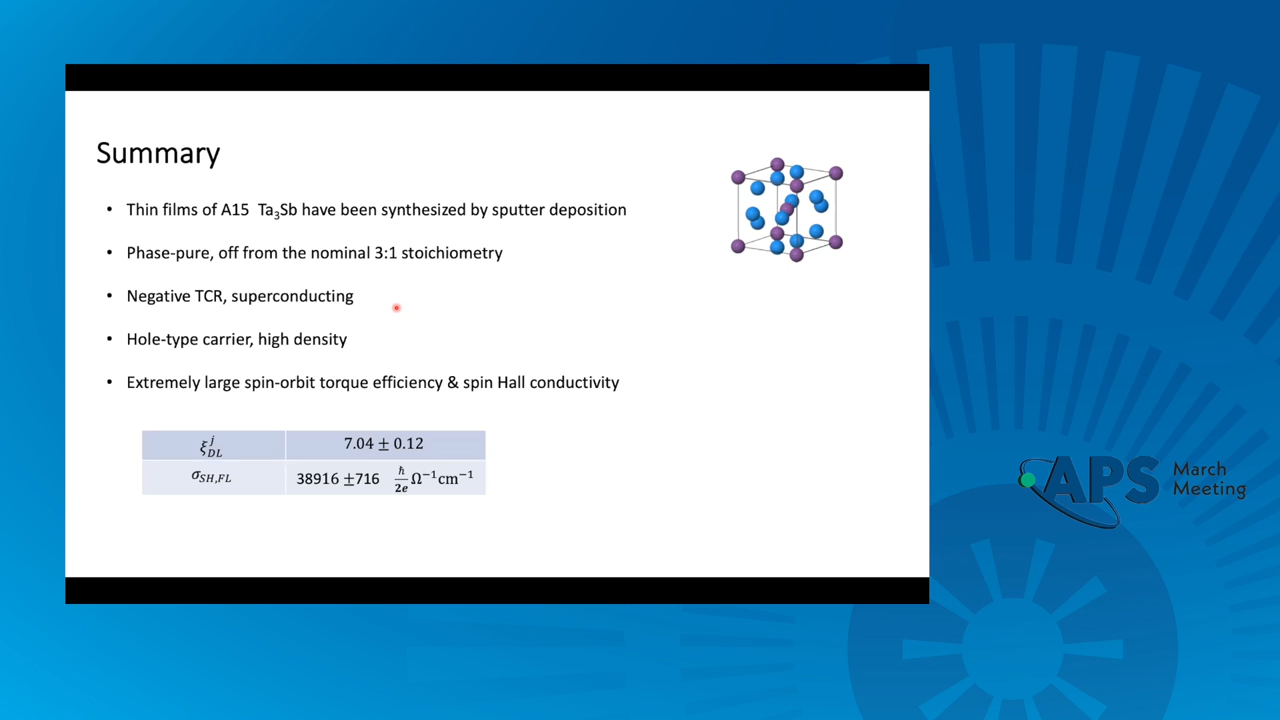 Summary
• Thin films of A15 Ta₃Sb have been synthesized by sputter deposition
• Phase-pure, off from the nominal 3:1 stoichiometry
• Negative TCR, superconducting
• Hole-type carrier, high density
• Extremely large spin-orbit torque efficiency & spin Hall conductivity
ξ^j_DL 7.04 ± 0.12
σ_SH,FL 38916 ±716 ħ/2e Ω⁻¹cm⁻¹
APS March Meeting